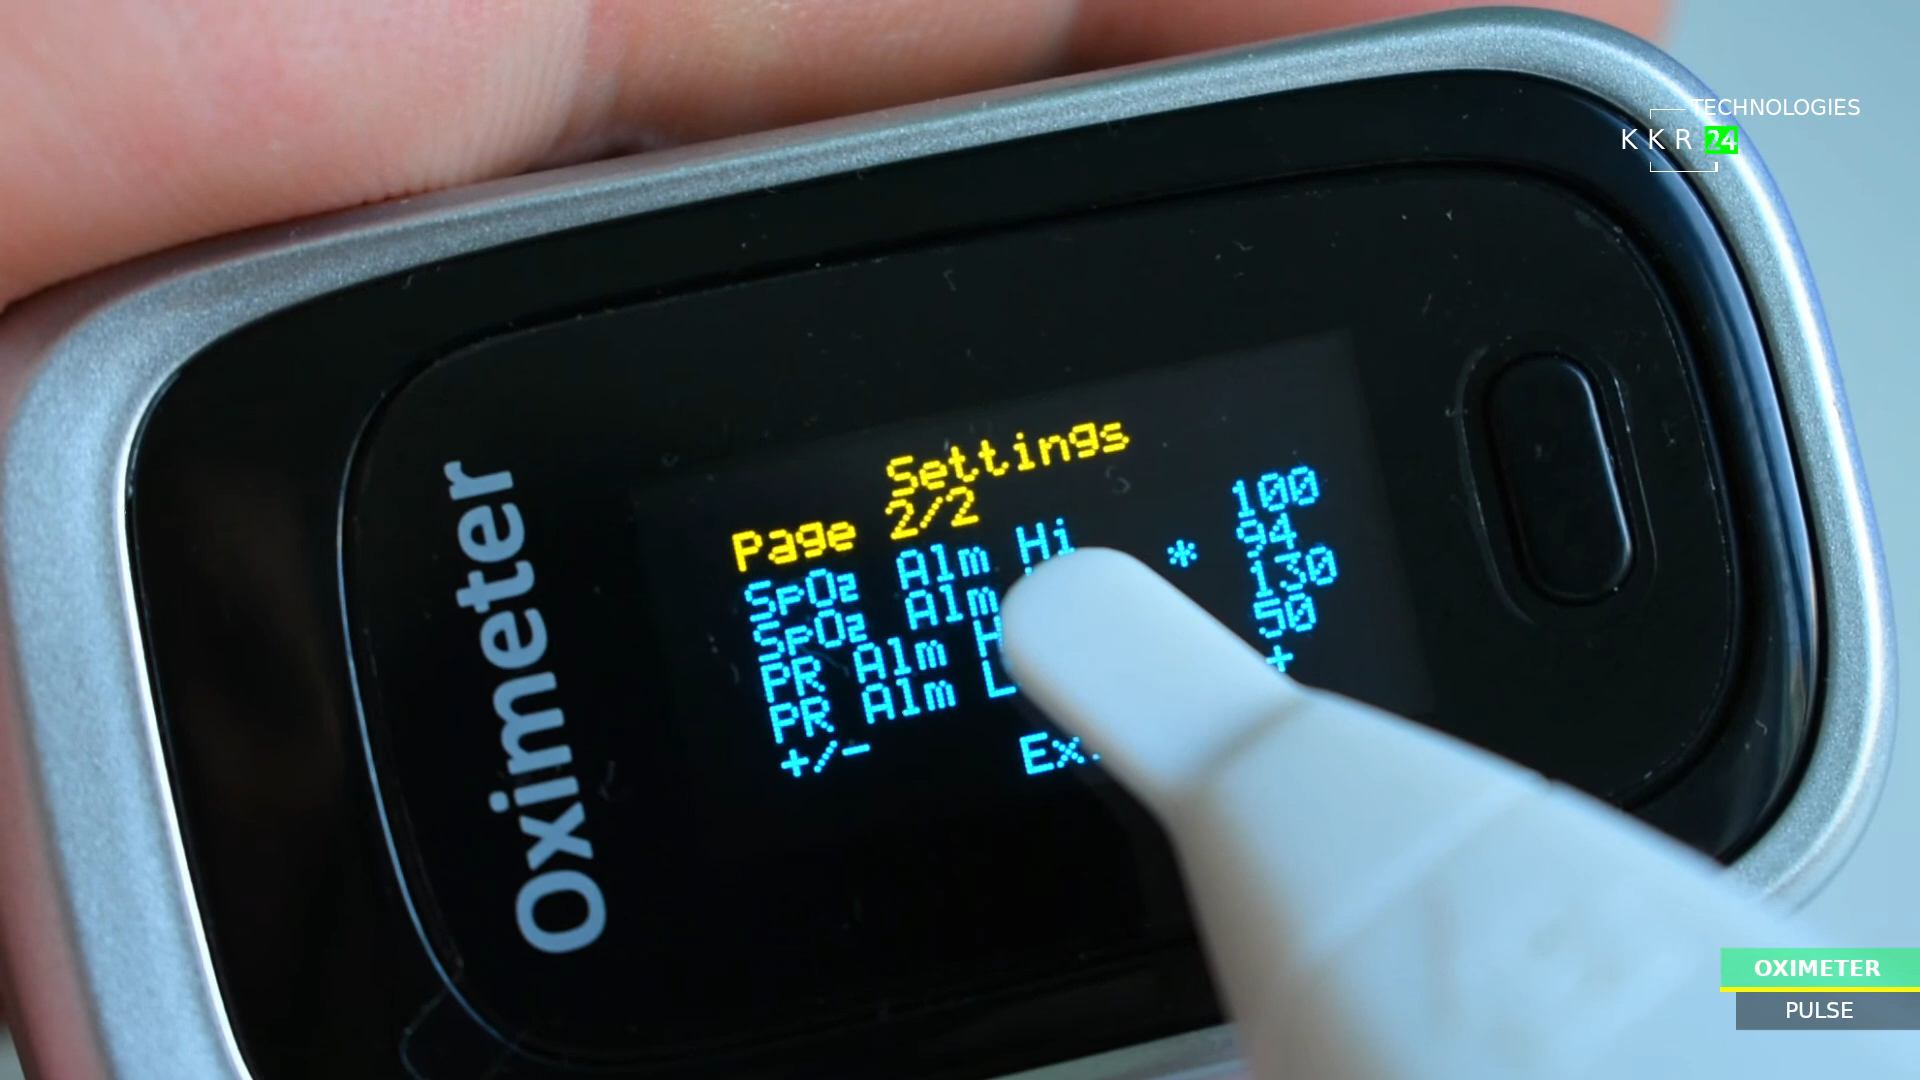 TECHNOLOGIES
KKR 24
Oximeter
Settings
Page 2/2
SpO₂ Alm Hi * 100
SpO₂ Alm 94
PR Alm 130
PR Alm 50
+/- +
OXIMETER
PULSE